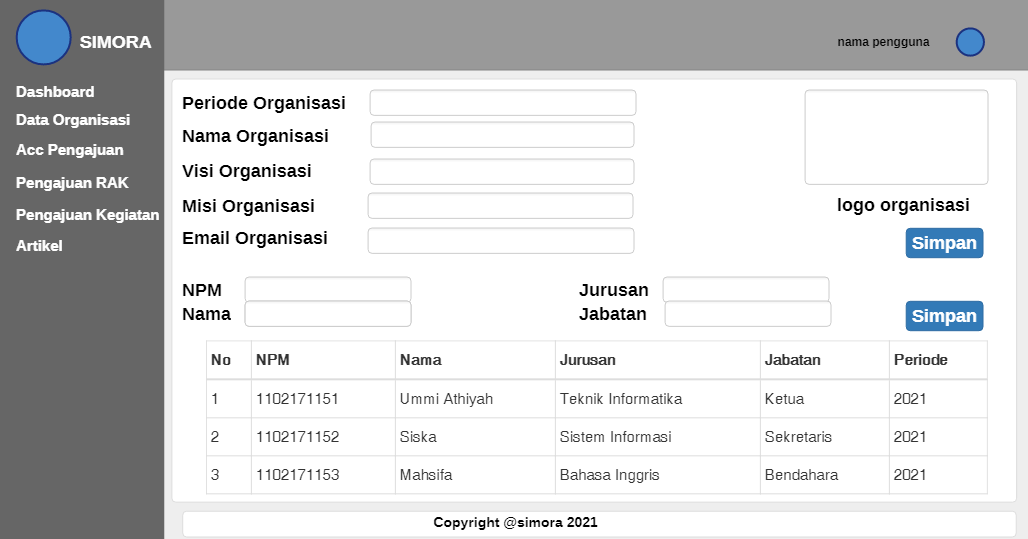 SIMORA
nama pengguna
Dashboard
Data Organisasi
Acc Pengajuan
Pengajuan RAK
Pengajuan Kegiatan
Artikel
Periode Organisasi
Nama Organisasi
Visi Organisasi
Misi Organisasi
Email Organisasi
logo organisasi
Simpan
NPM Jurusan
Nama Jabatan
Simpan
No NPM Nama Jurusan Jabatan Periode
1 1102171151 Ummi Athiyah Teknik Informatika Ketua 2021
2 1102171152 Siska Sistem Informasi Sekretaris 2021
3 1102171153 Mahsifa Bahasa Inggris Bendahara 2021
Copyright @simora 2021